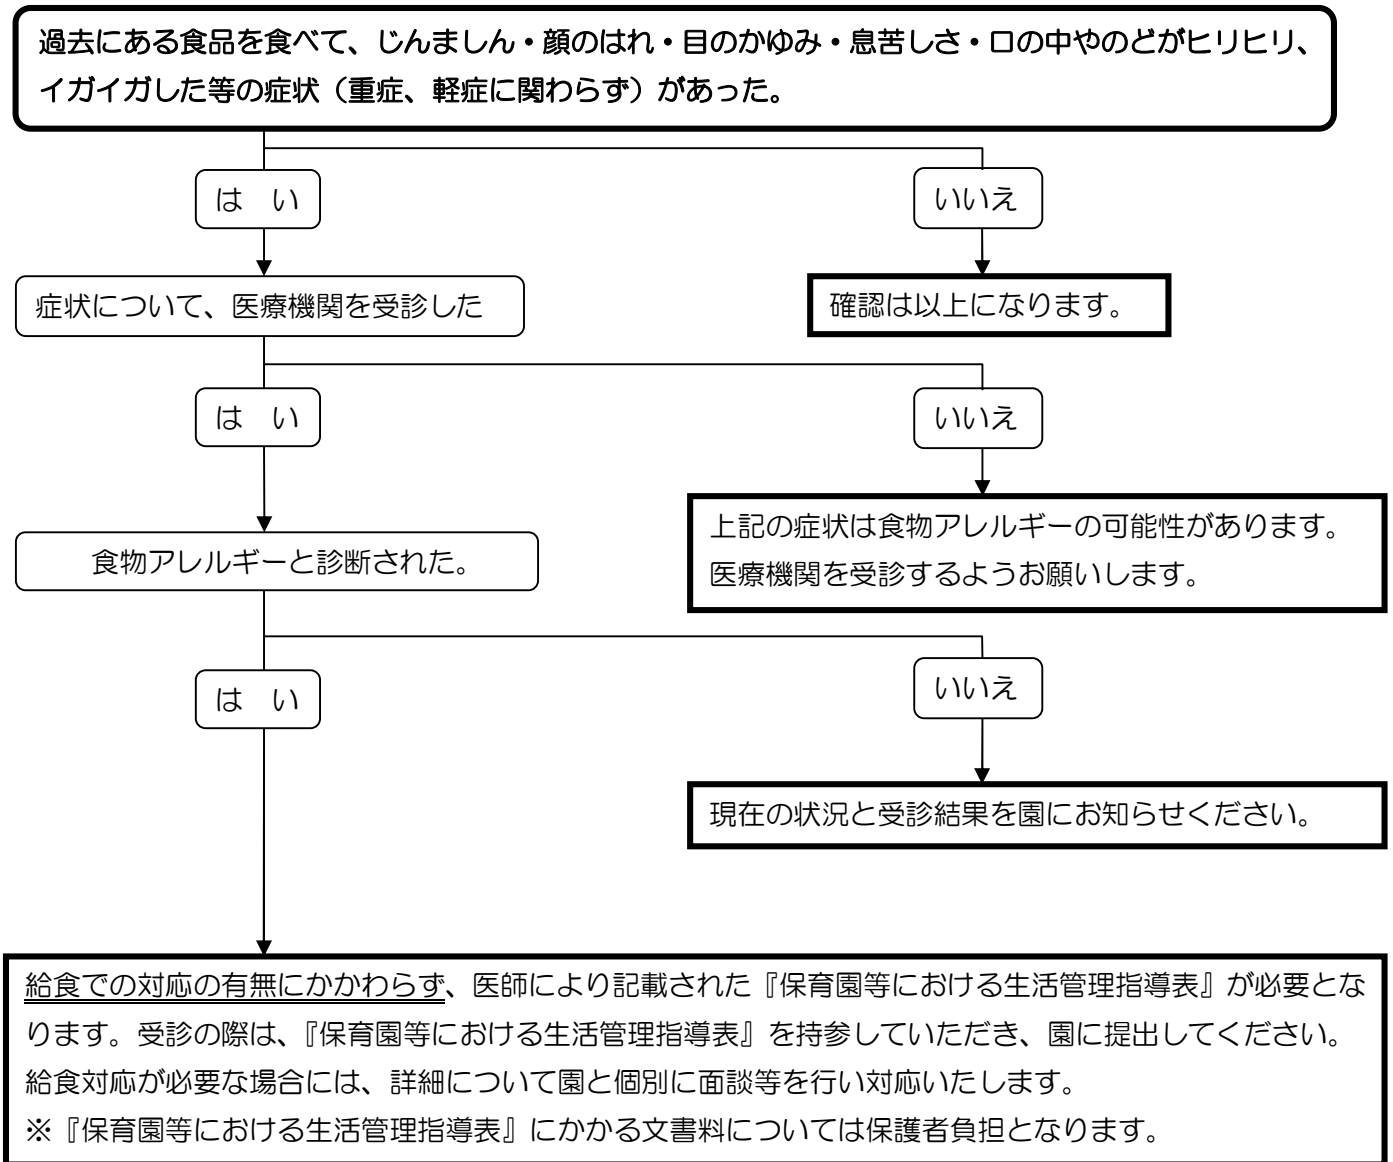 過去にある食品を食べて、じんましん・顔のはれ・目のかゆみ・息苦しさ・口の中やのどがヒリヒリ、
イガイガした等の症状（重症、軽症に関わらず）があった。
は　い
いいえ
症状について、医療機関を受診した
確認は以上になります。
は　い
いいえ
上記の症状は食物アレルギーの可能性があります。
医療機関を受診するようお願いします。
食物アレルギーと診断された。
は　い
いいえ
現在の状況と受診結果を園にお知らせください。
給食での対応の有無にかかわらず、医師により記載された『保育園等における生活管理指導表』が必要とな
ります。受診の際は、『保育園等における生活管理指導表』を持参していただき、園に提出してください。
給食対応が必要な場合には、詳細について園と個別に面談等を行い対応いたします。
※『保育園等における生活管理指導表』にかかる文書料については保護者負担となります。